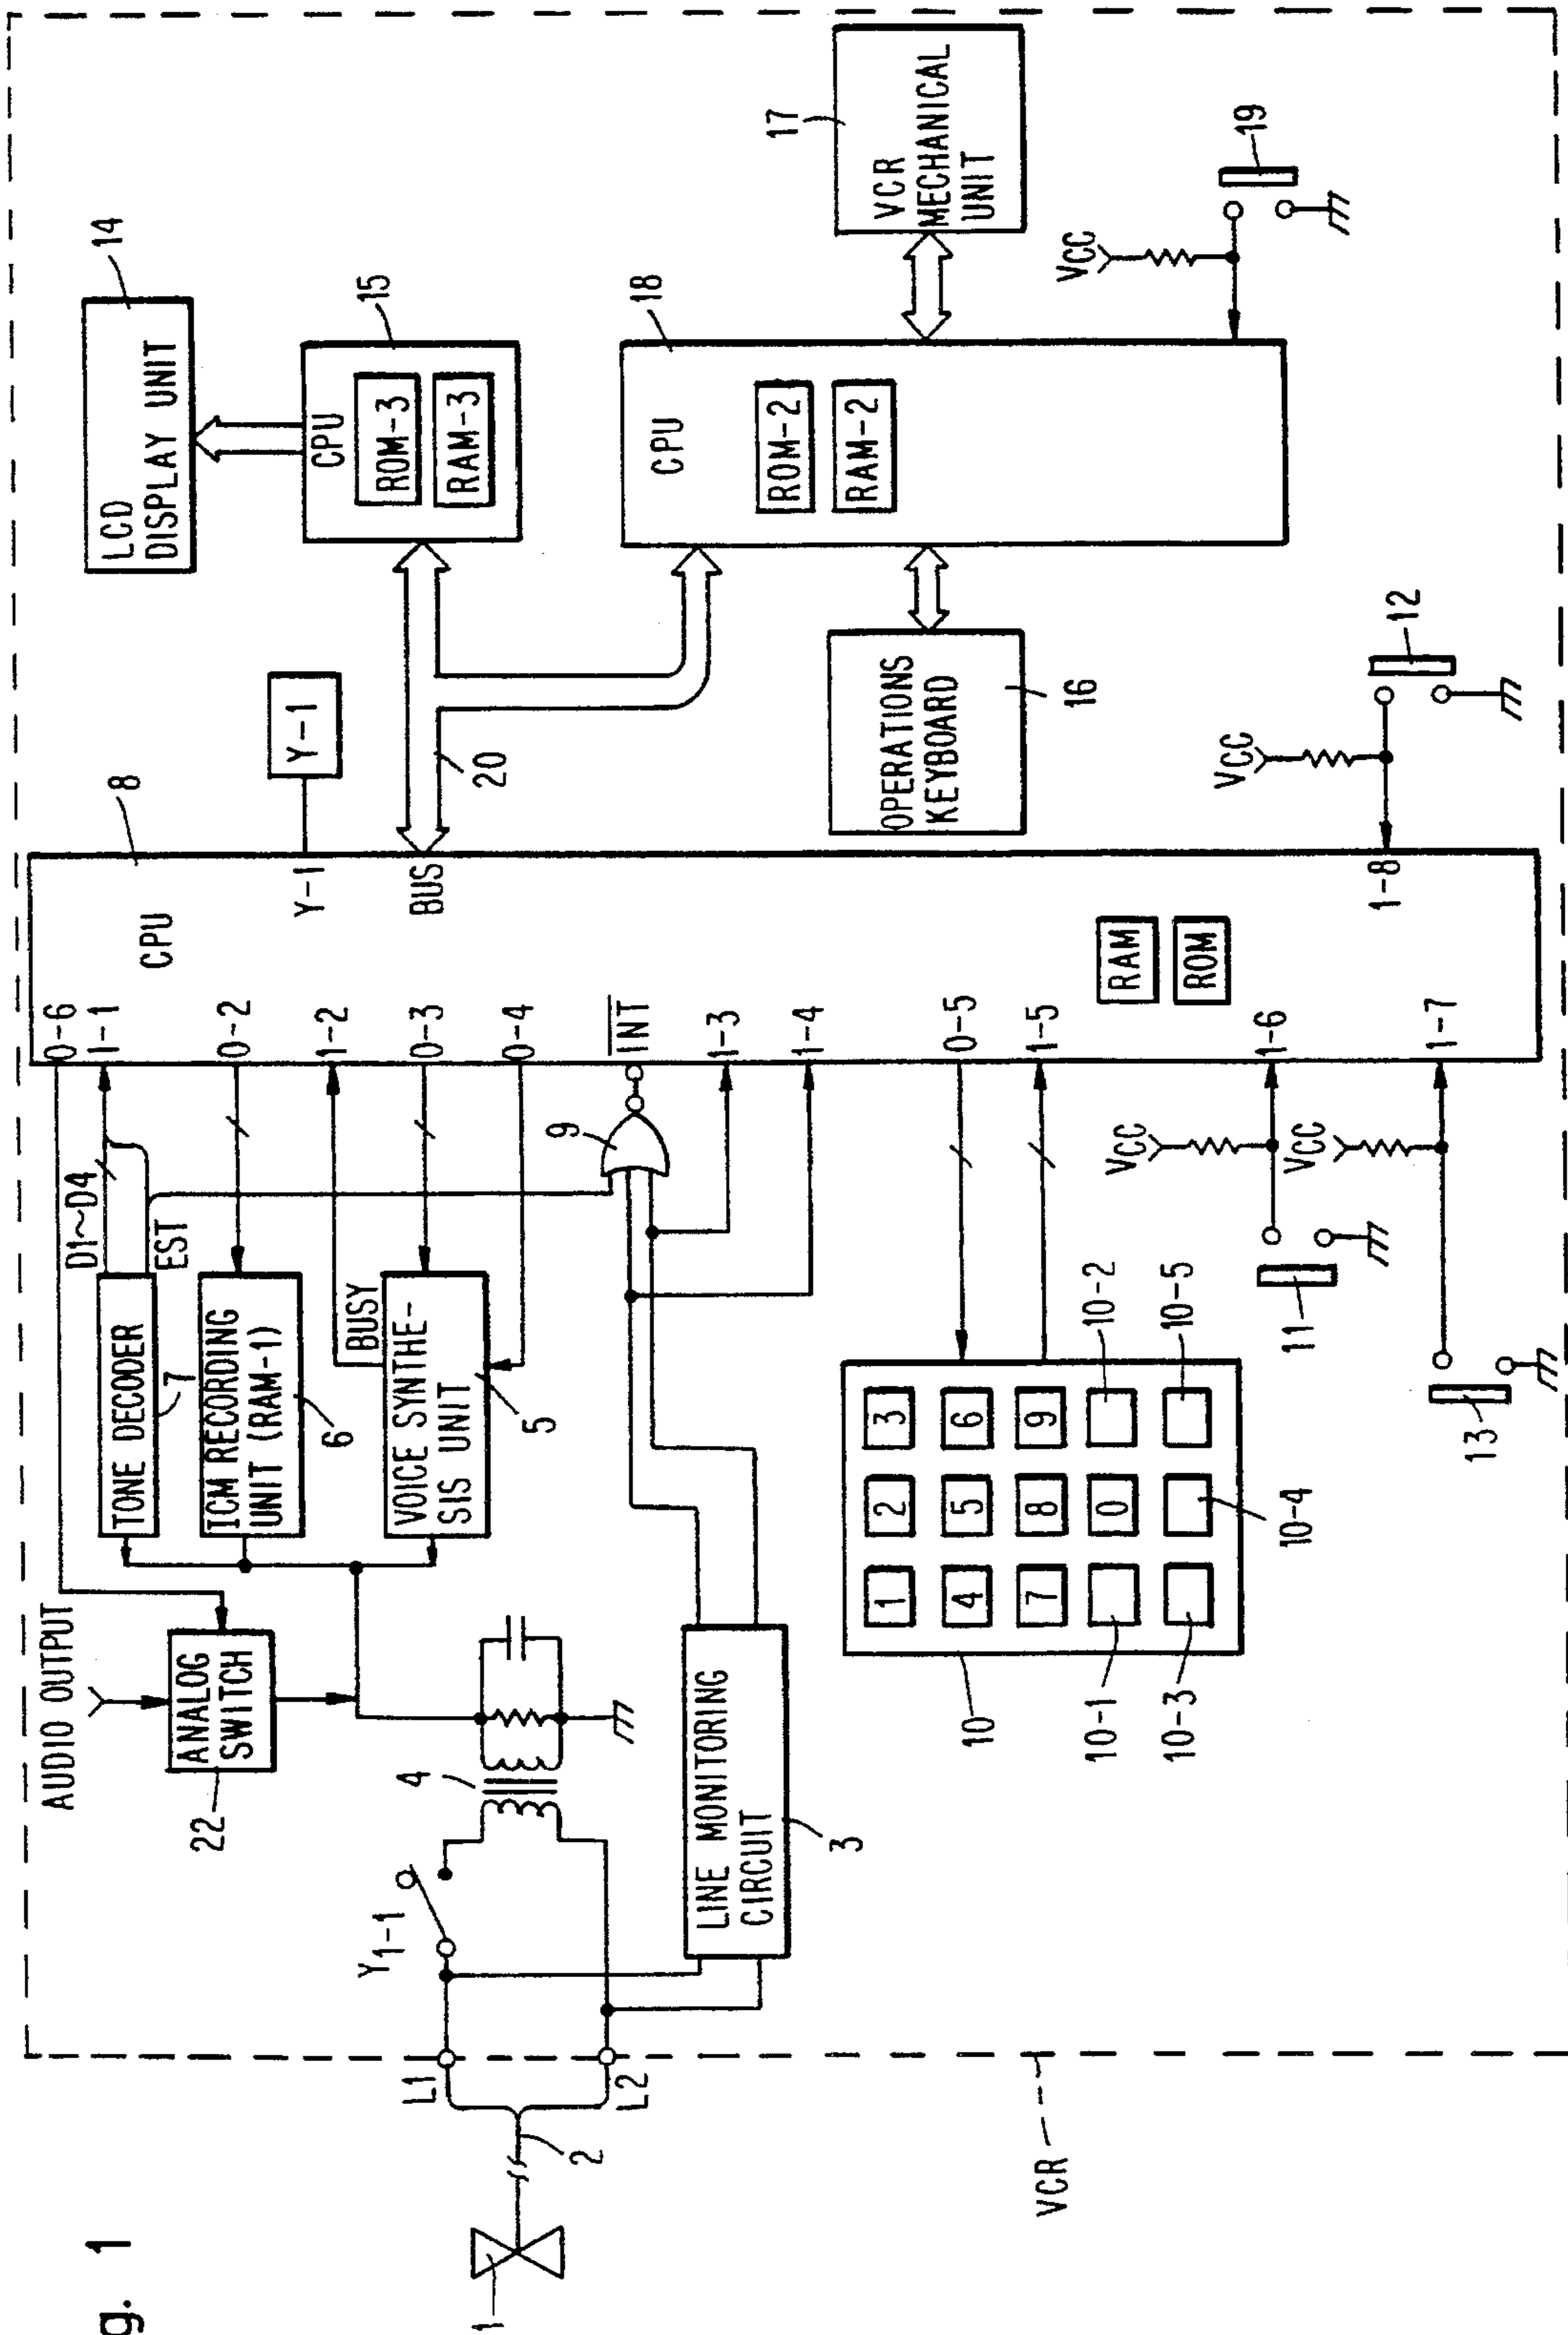 g. 1
AUDIO OUTPUT
ANALOG
SWITCH
22
TONE DECODER
7
D1~D4
EST
ICM RECORDING
UNIT (RAM-1)
6
BUSY
VOICE SYNTHE-
SIS UNIT
5
0-6
1-1
0-2
1-2
0-3
0-4
INT
1-3
1-4
0-5
1-5
1-6
1-7
CPU
8
Y-1
BUS
RAM
ROM
1-8
Y-1
20
LCD
DISPLAY UNIT
14
CPU
ROM-3
RAM-3
15
CPU
ROM-2
RAM-2
18
VCR
MECHANICAL
UNIT
17
OPERATIONS
KEYBOARD
16
VCC
19
VCC
12
9
4
Y1-1
LINE MONITORING
CIRCUIT
3
L1
L2
2
1
1 2 3
4 5 6
7 8 9
0
10
10-1
10-2
10-3
10-4
10-5
VCC
11
VCC
13
VCR